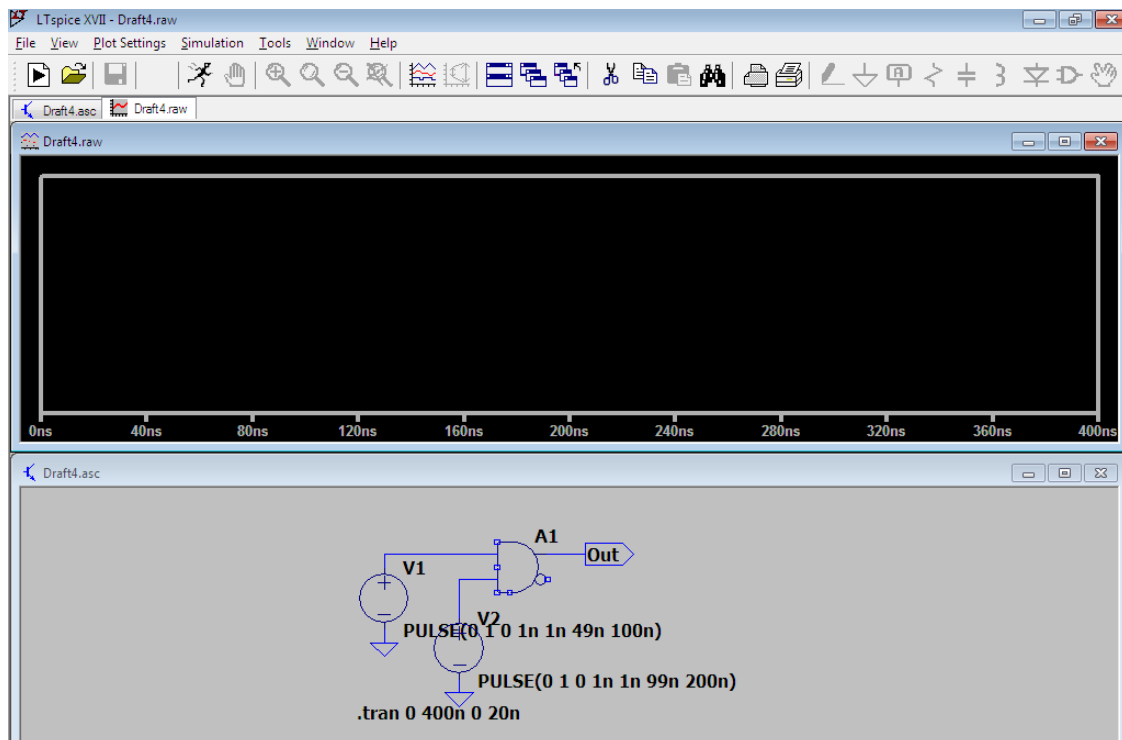 LTspice XVII - Draft4.raw
File View Plot Settings Simulation Tools Window Help
Draft4.asc Draft4.raw
Draft4.raw
0ns 40ns 80ns 120ns 160ns 200ns 240ns 280ns 320ns 360ns 400ns
Draft4.asc
A1
Out
V1
V2
PULSE(0 1 0 1n 1n 49n 100n)
PULSE(0 1 0 1n 1n 99n 200n)
.tran 0 400n 0 20n